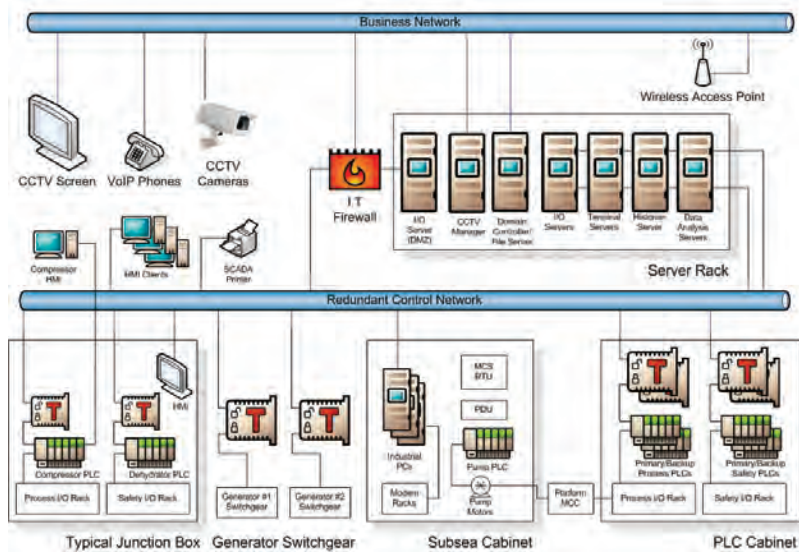 Business Network
Wireless Access Point
CCTV Screen
VoIP Phones
CCTV
Cameras
I.T
Firewall
I/O
Server
(DMZ)
CCTV
Manager
Domain
Controller/
File Server
I/O
Servers
Terminal
Servers
Historian
Server
Data
Analysis
Servers
Server Rack
Compressor
HMI
HMI Clients
SCADA
Printer
Redundant Control Network
HMI
T
T
T
T
T
T
Compressor PLC
Dehydrator PLC
Process I/O Rack
Safety I/O Rack
Generator #1
Switchgear
Generator #2
Switchgear
Industrial
PCs
Modem
Racks
MCS
RTU
PDU
Pump PLC
Pump
Motors
Platform
MCC
Primary/Backup
Process PLCs
Primary/Backup
Safety PLCs
Process I/O Rack
Safety I/O Rack
Typical Junction Box
Generator Switchgear
Subsea Cabinet
PLC Cabinet